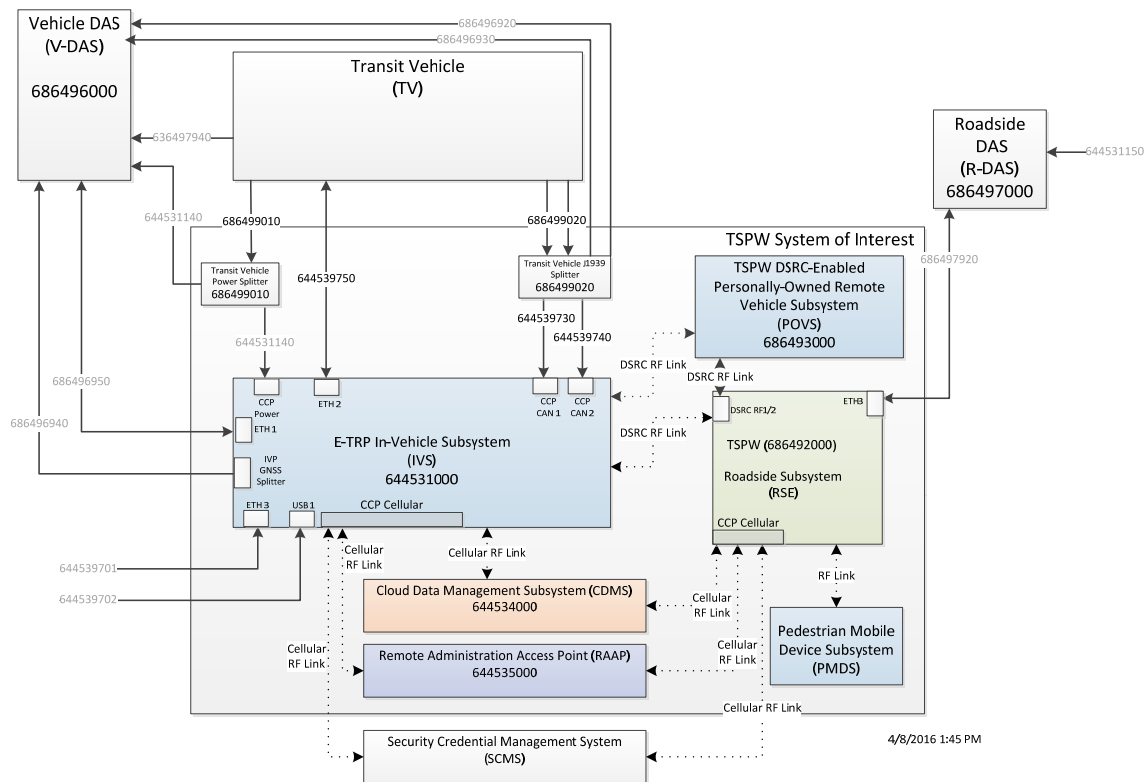 Vehicle DAS
(V-DAS)
686496000
686496920
686496930
Transit Vehicle
(TV)
636497940
Roadside
DAS
(R-DAS)
686497000
644531150
644531140
686499010
644539750
686499020
TSPW System of Interest
686497920
Transit Vehicle
Power Splitter
686499010
Transit Vehicle J1939
Splitter
686499020
TSPW DSRC-Enabled
Personally-Owned Remote
Vehicle Subsystem
(POVS)
686493000
644539730
644539740
644531140
686496950
686496940
DSRC RF Link
DSRC RF Link
DSRC RF Link
CCP
Power
ETH 2
CCP
CAN 1
CCP
CAN 2
ETH 1
IVP
GNSS
Splitter
E-TRP In-Vehicle Subsystem
(IVS)
644531000
ETH3
DSRC RF1/2
TSPW (686492000)
Roadside Subsystem
(RSE)
CCP Cellular
ETH 3
USB 1
CCP Cellular
Cellular
RF Link
Cellular RF Link
Cellular
RF Link
RF Link
644539701
644539702
Cloud Data Management Subsystem (CDMS)
644534000
Pedestrian Mobile
Device Subsystem
(PMDS)
Cellular
RF Link
Remote Administration Access Point (RAAP)
644535000
Cellular
RF Link
Cellular RF Link
Security Credential Management System
(SCMS)
4/8/2016 1:45 PM